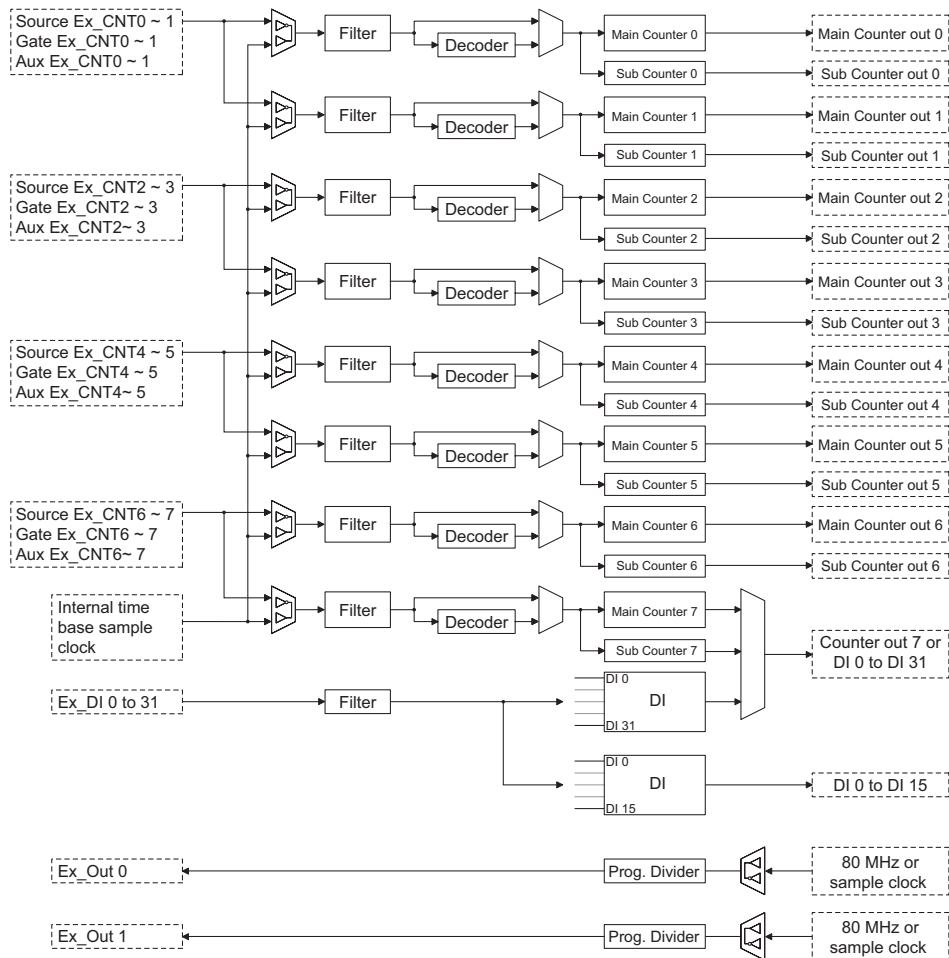 Source Ex_CNT0 ~ 1
Gate Ex_CNT0 ~ 1
Aux Ex_CNT0 ~ 1
Filter
Decoder
Main Counter 0
Main Counter out 0
Sub Counter 0
Sub Counter out 0
Filter
Decoder
Main Counter 1
Main Counter out 1
Sub Counter 1
Sub Counter out 1
Source Ex_CNT2 ~ 3
Gate Ex_CNT2 ~ 3
Aux Ex_CNT2~ 3
Filter
Decoder
Main Counter 2
Main Counter out 2
Sub Counter 2
Sub Counter out 2
Filter
Decoder
Main Counter 3
Main Counter out 3
Sub Counter 3
Sub Counter out 3
Source Ex_CNT4 ~ 5
Gate Ex_CNT4 ~ 5
Aux Ex_CNT4~ 5
Filter
Decoder
Main Counter 4
Main Counter out 4
Sub Counter 4
Sub Counter out 4
Filter
Decoder
Main Counter 5
Main Counter out 5
Sub Counter 5
Sub Counter out 5
Source Ex_CNT6 ~ 7
Gate Ex_CNT6 ~ 7
Aux Ex_CNT6~ 7
Filter
Decoder
Main Counter 6
Main Counter out 6
Sub Counter 6
Sub Counter out 6
Internal time
base sample
clock
Filter
Decoder
Main Counter 7
Sub Counter 7
Counter out 7 or
DI 0 to DI 31
Ex_DI 0 to 31
Filter
DI 0
DI
DI 31
DI 0
DI
DI 15
DI 0 to DI 15
Ex_Out 0
Prog. Divider
80 MHz or
sample clock
Ex_Out 1
Prog. Divider
80 MHz or
sample clock